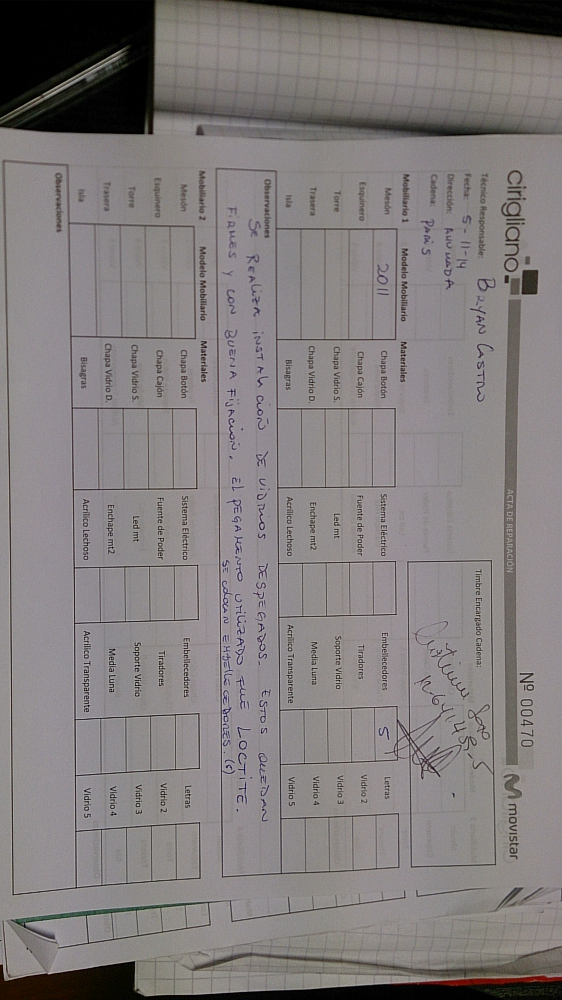 cirigliano
ACTA DE REPARACIÓN
Nº 00470
movistar
Técnico Responsable: BRYAN CASTRO
Fecha: 5-11-14
Dirección: AHUMADA
Cadena: PARIS
Timbre Encargado Cadena:
Mobiliario 1 Modelo Mobiliario Materiales
Mesón 2011 Chapa Botón Sistema Eléctrico Embellecedores 5 Letras
Esquinero Chapa Cajón Fuente de Poder Tiradores Vidrio 2
Torre Chapa Vidrio S. Led mt Soporte Vidrio Vidrio 3
Trasera Chapa Vidrio D. Enchape mt2 Media Luna Vidrio 4
Isla Bisagras Acrílico Lechoso Acrílico Transparente Vidrio 5
Observaciones
SE REALIZA INSTALACIÓN DE VIDRIOS DESPEGADOS. ESTOS QUEDAN
FIRMES Y CON BUENA FIJACIÓN. EL PEGAMENTO UTILIZADO FUE LOCTITE.
SE COLOCAN EMBELLECEDORES. (5)
Mobiliario 2 Modelo Mobiliario Materiales
Mesón Chapa Botón Sistema Eléctrico Embellecedores Letras
Esquinero Chapa Cajón Fuente de Poder Tiradores Vidrio 2
Torre Chapa Vidrio S. Led mt Soporte Vidrio Vidrio 3
Trasera Chapa Vidrio D. Enchape mt2 Media Luna Vidrio 4
Isla Bisagras Acrílico Lechoso Acrílico Transparente Vidrio 5
Observaciones